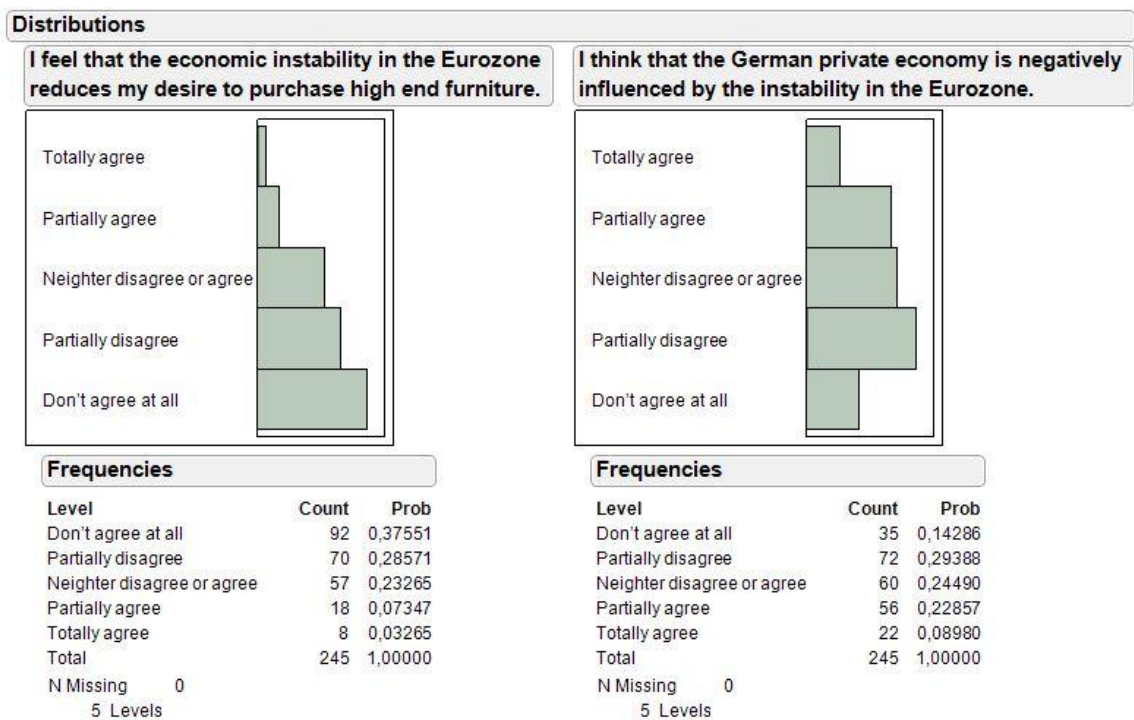 Distributions
I feel that the economic instability in the Eurozone
reduces my desire to purchase high end furniture.
Totally agree
Partially agree
Neighter disagree or agree
Partially disagree
Don't agree at all
Frequencies
Level Count Prob
Don't agree at all 92 0,37551
Partially disagree 70 0,28571
Neighter disagree or agree 57 0,23265
Partially agree 18 0,07347
Totally agree 8 0,03265
Total 245 1,00000
N Missing 0
5 Levels
I think that the German private economy is negatively
influenced by the instability in the Eurozone.
Totally agree
Partially agree
Neighter disagree or agree
Partially disagree
Don't agree at all
Frequencies
Level Count Prob
Don't agree at all 35 0,14286
Partially disagree 72 0,29388
Neighter disagree or agree 60 0,24490
Partially agree 56 0,22857
Totally agree 22 0,08980
Total 245 1,00000
N Missing 0
5 Levels